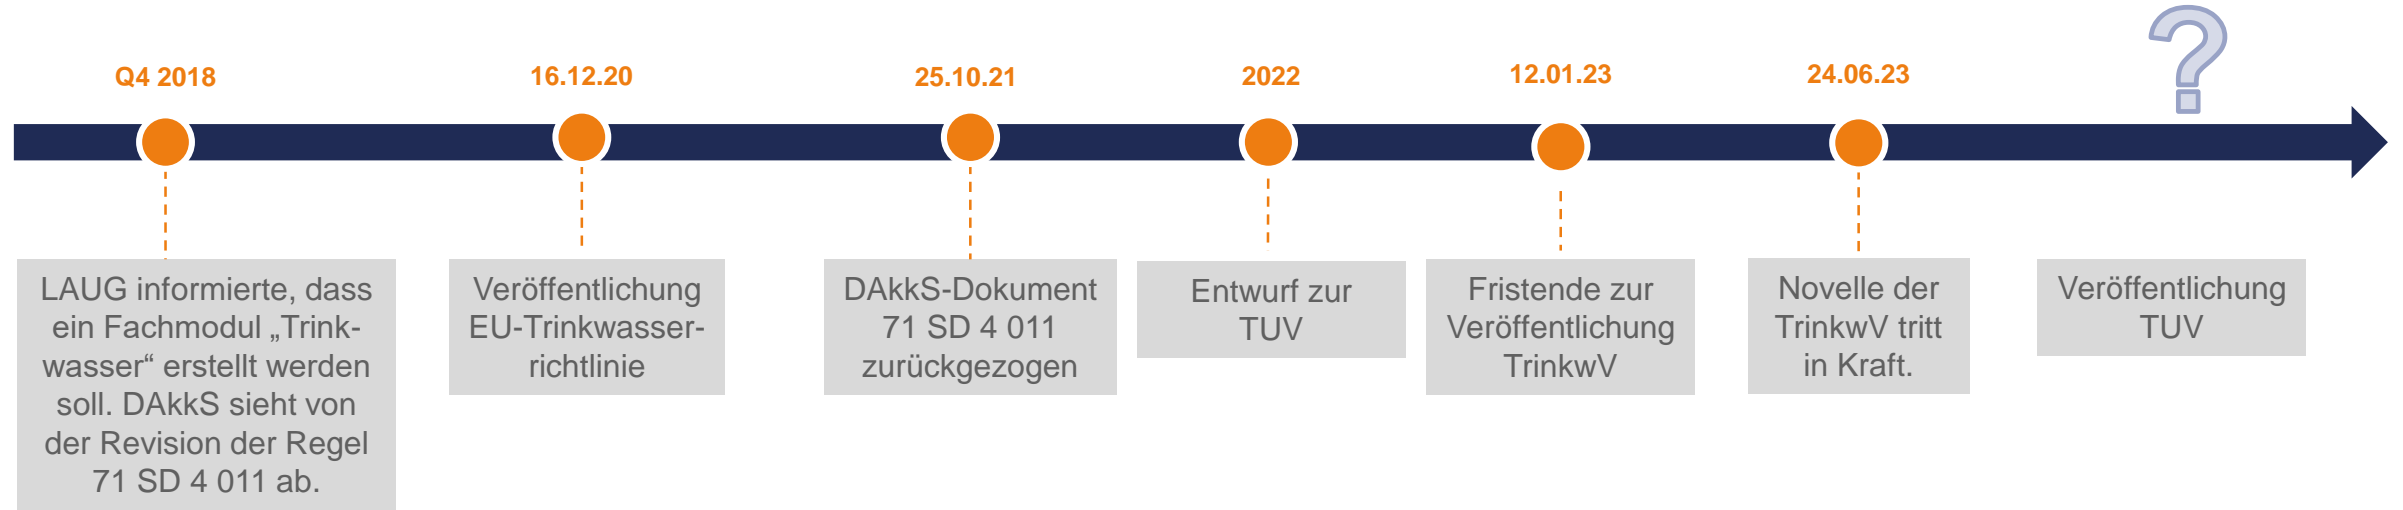 ?
Q4 2018
16.12.20
25.10.21
2022
12.01.23
24.06.23
LAUG informierte, dass
ein Fachmodul „Trink-
wasser“ erstellt werden
soll. DAkkS sieht von
der Revision der Regel
71 SD 4 011 ab.
Veröffentlichung
EU-Trinkwasser-
richtlinie
DAkkS-Dokument
71 SD 4 011
zurückgezogen
Entwurf zur
TUV
Fristende zur
Veröffentlichung
TrinkwV
Novelle der
TrinkwV tritt
in Kraft.
Veröffentlichung
TUV